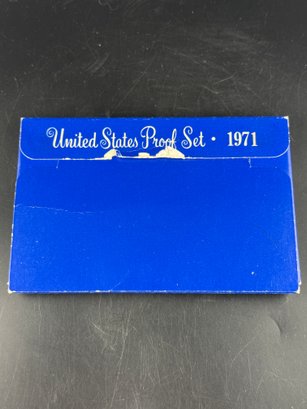 United States Proof Set • 1971